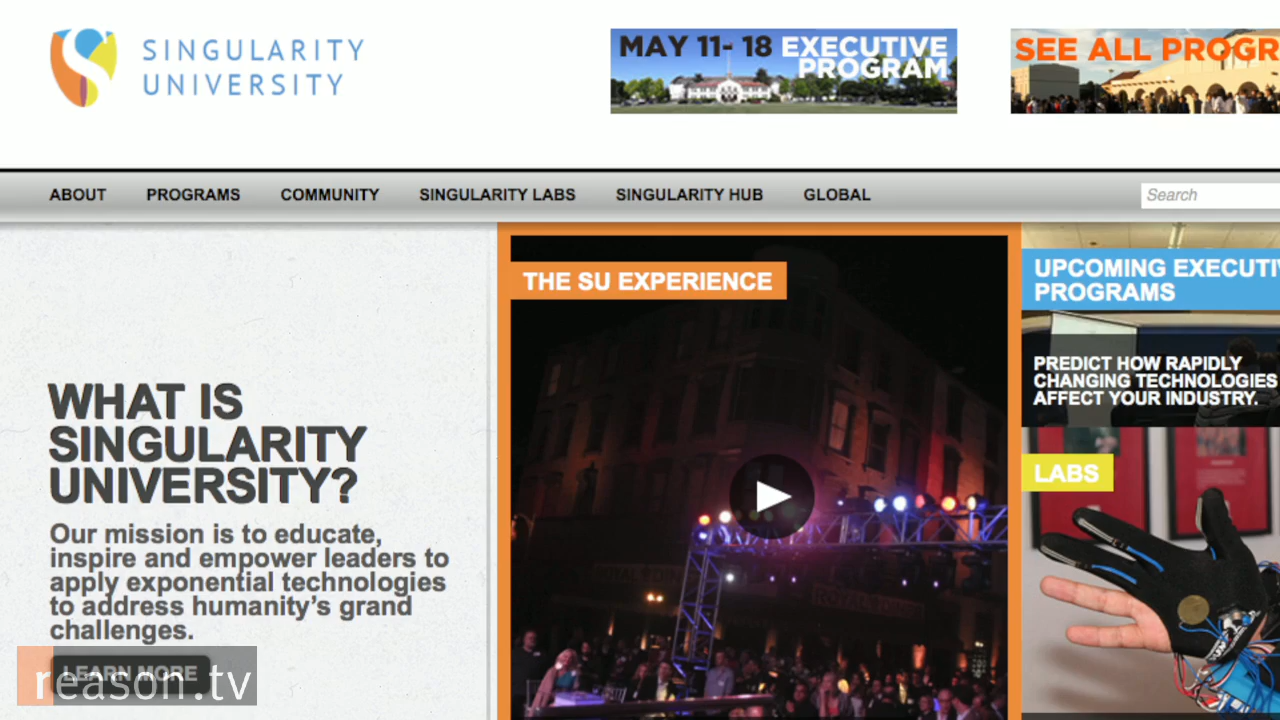 SINGULARITY
UNIVERSITY
MAY 11- 18 EXECUTIVE
PROGRAM
SEE ALL PROGR
ABOUT PROGRAMS COMMUNITY SINGULARITY LABS SINGULARITY HUB GLOBAL
Search
THE SU EXPERIENCE
UPCOMING EXECUTIV
PROGRAMS
PREDICT HOW RAPIDLY
CHANGING TECHNOLOGIES
AFFECT YOUR INDUSTRY.
LABS
WHAT IS
SINGULARITY
UNIVERSITY?
Our mission is to educate,
inspire and empower leaders to
apply exponential technologies
to address humanity's grand
challenges.
LEARN MORE
reason.tv